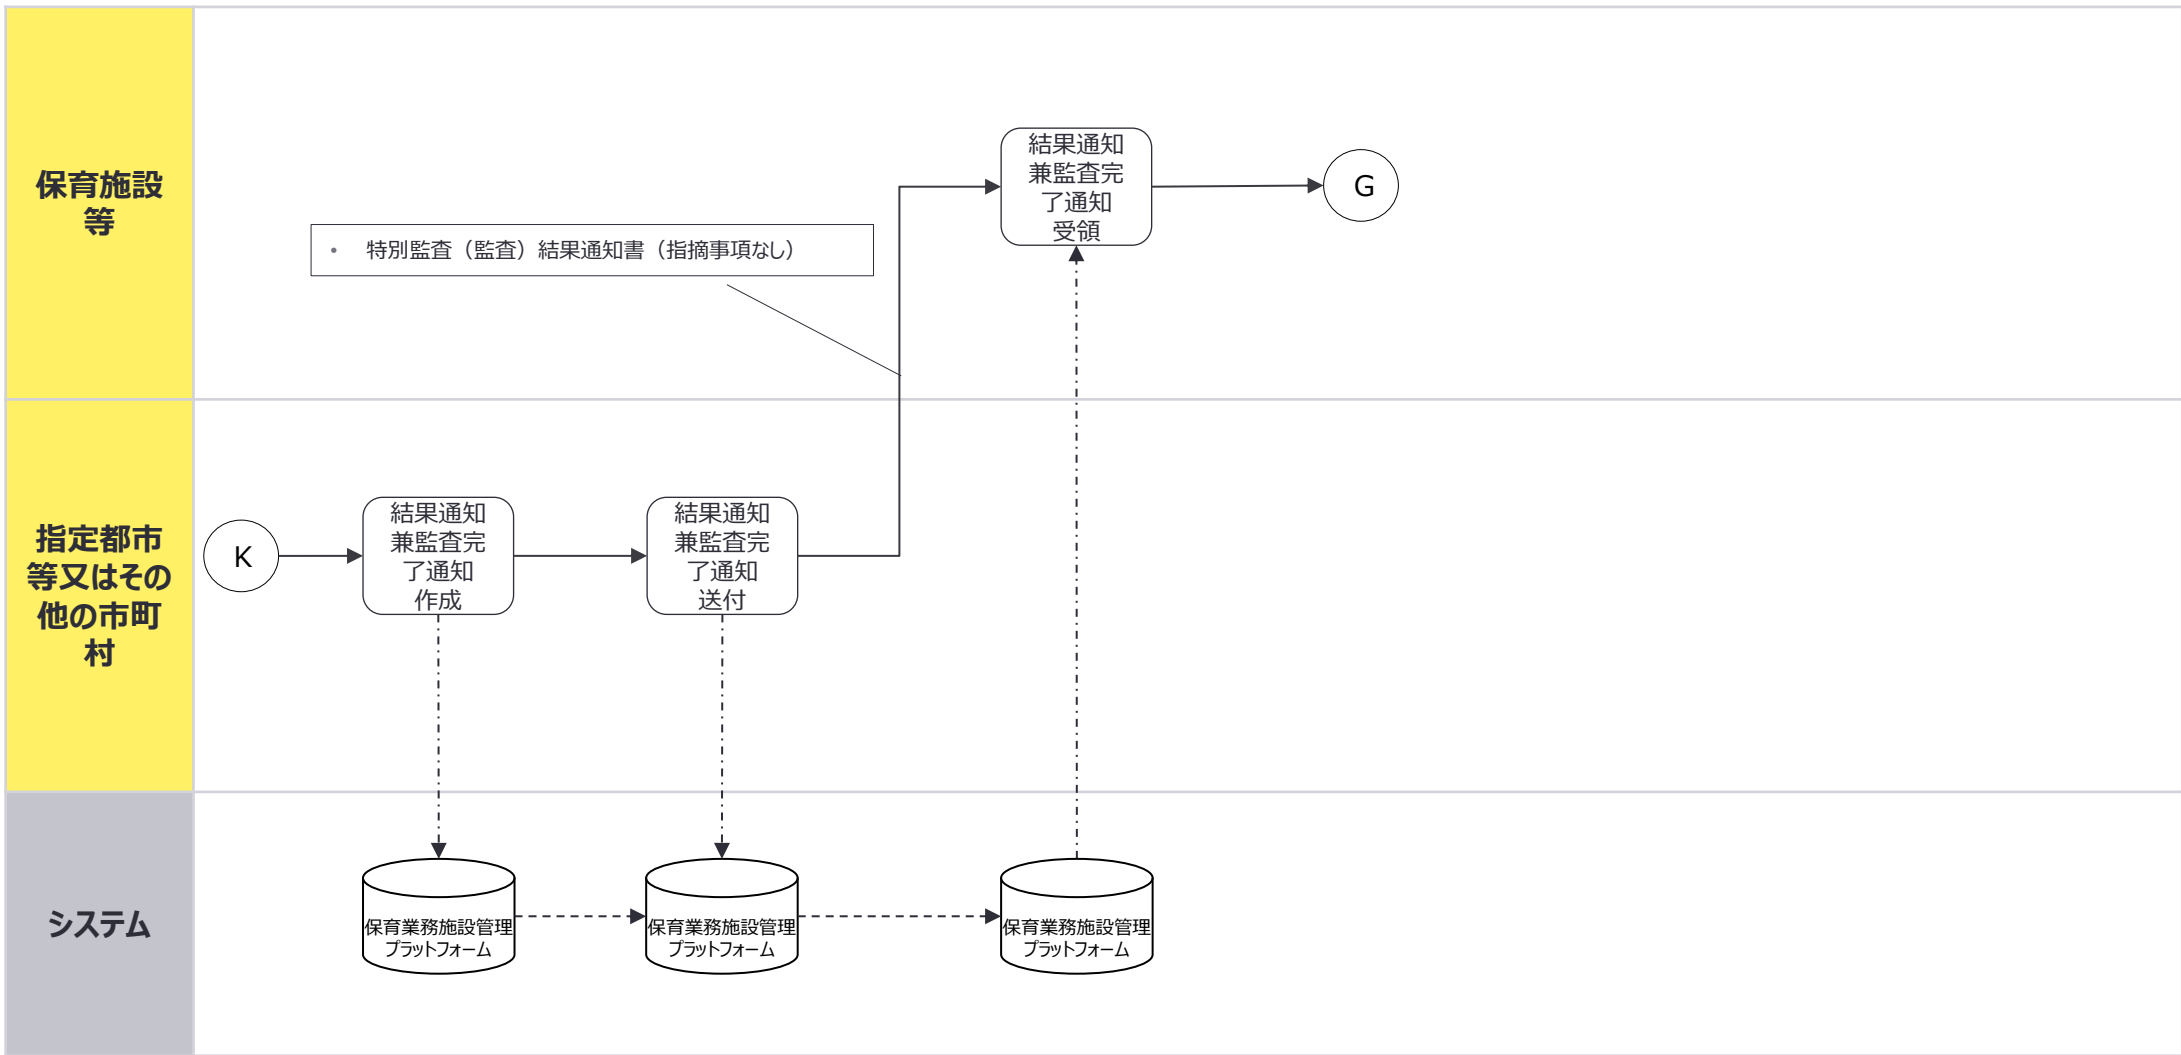 保育施設
等
• 特別監査（監査）結果通知書（指摘事項なし）
結果通知
兼監査完
了通知
受領
G
指定都市
等又はその
他の市町
村
K
結果通知
兼監査完
了通知
作成
結果通知
兼監査完
了通知
送付
システム
保育業務施設管理
プラットフォーム
保育業務施設管理
プラットフォーム
保育業務施設管理
プラットフォーム